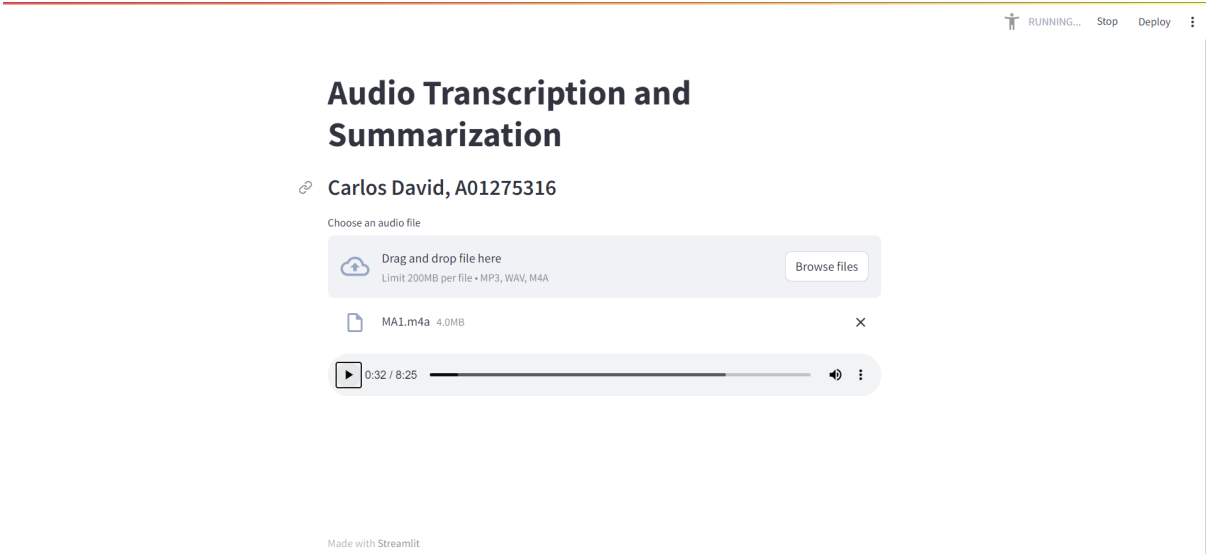 RUNNING... Stop Deploy
Audio Transcription and
Summarization
Carlos David, A01275316
Choose an audio file
Drag and drop file here
Limit 200MB per file • MP3, WAV, M4A
Browse files
MA1.m4a 4.0MB
0:32 / 8:25
Made with Streamlit